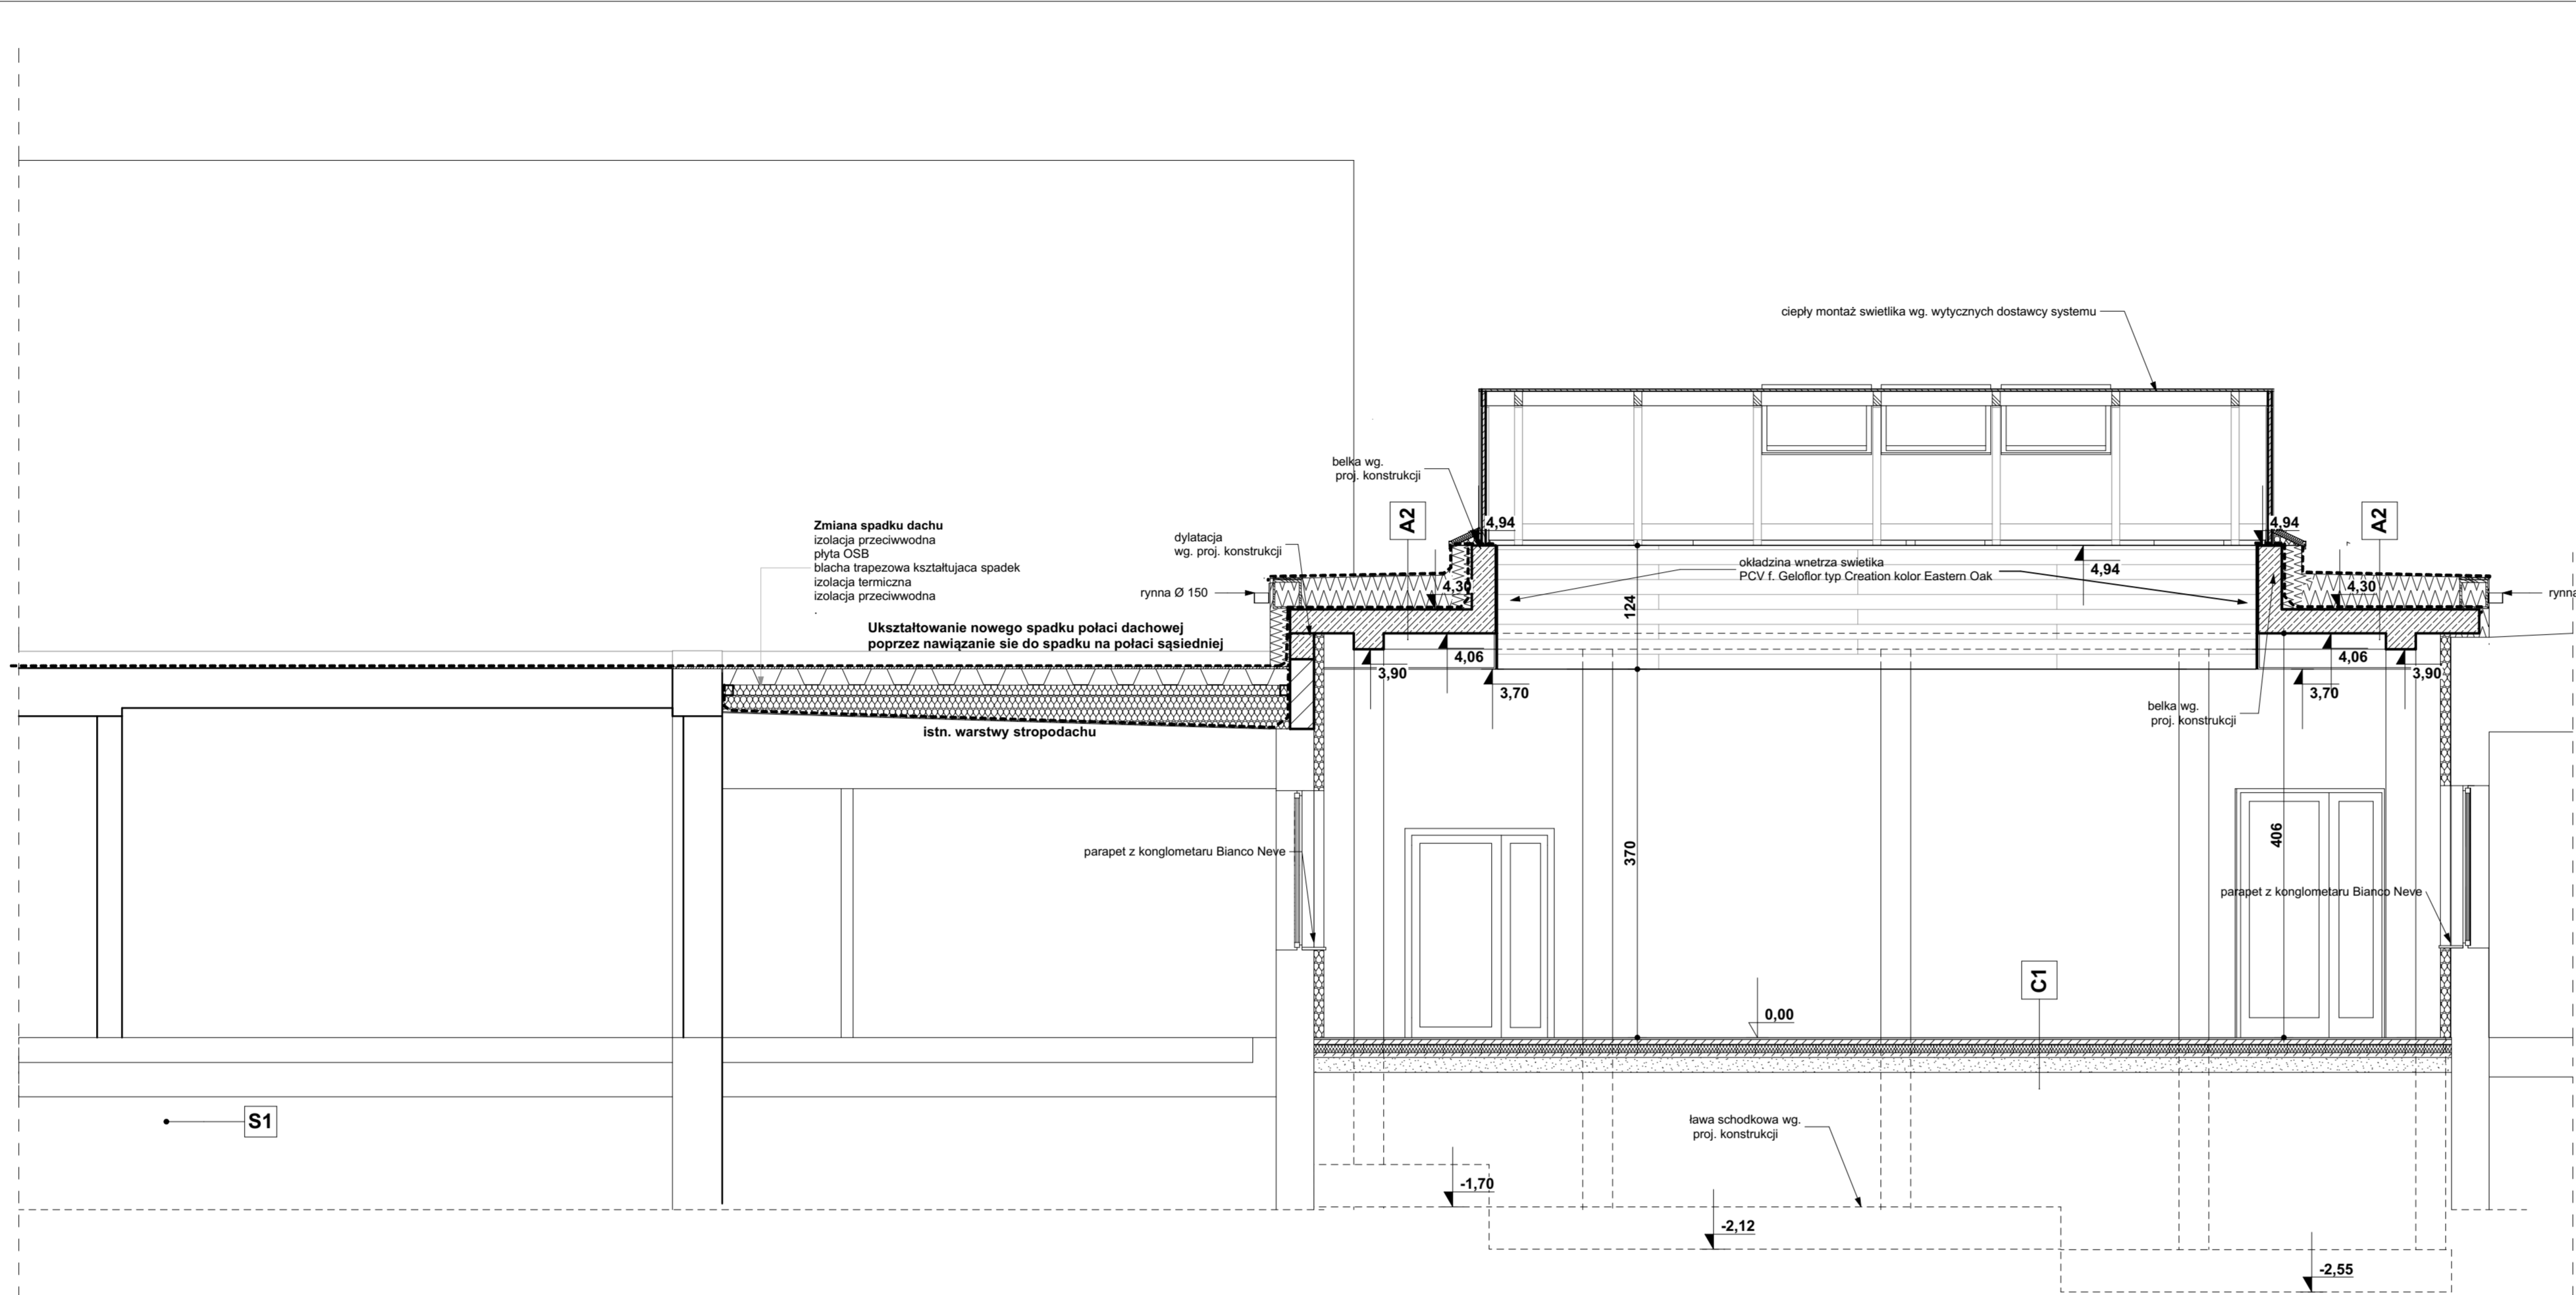 ciepły montaż swietlika wg. wytycznych dostawcy systemu
belka wg.
proj. konstrukcji
A2
A2
4,94
4,94
Zmiana spadku dachu
izolacja przeciwwodna
płyta OSB
blacha trapezowa kształtujaca spadek
izolacja termiczna
izolacja przeciwwodna
dylatacja
wg. proj. konstrukcji
okładzina wnetrza swietika
PCV f. Geloflor typ Creation kolor Eastern Oak
4,94
4,30
4,30
rynna Ø 150
rynna
124
Ukształtowanie nowego spadku połaci dachowej
poprzez nawiązanie sie do spadku na połaci sąsiedniej
4,06
4,06
3,90
3,90
3,70
3,70
belka wg.
proj. konstrukcji
istn. warstwy stropodachu
370
406
parapet z konglometaru Bianco Neve
parapet z konglometaru Bianco Neve
C1
0,00
S1
ława schodkowa wg.
proj. konstrukcji
-1,70
-2,12
-2,55